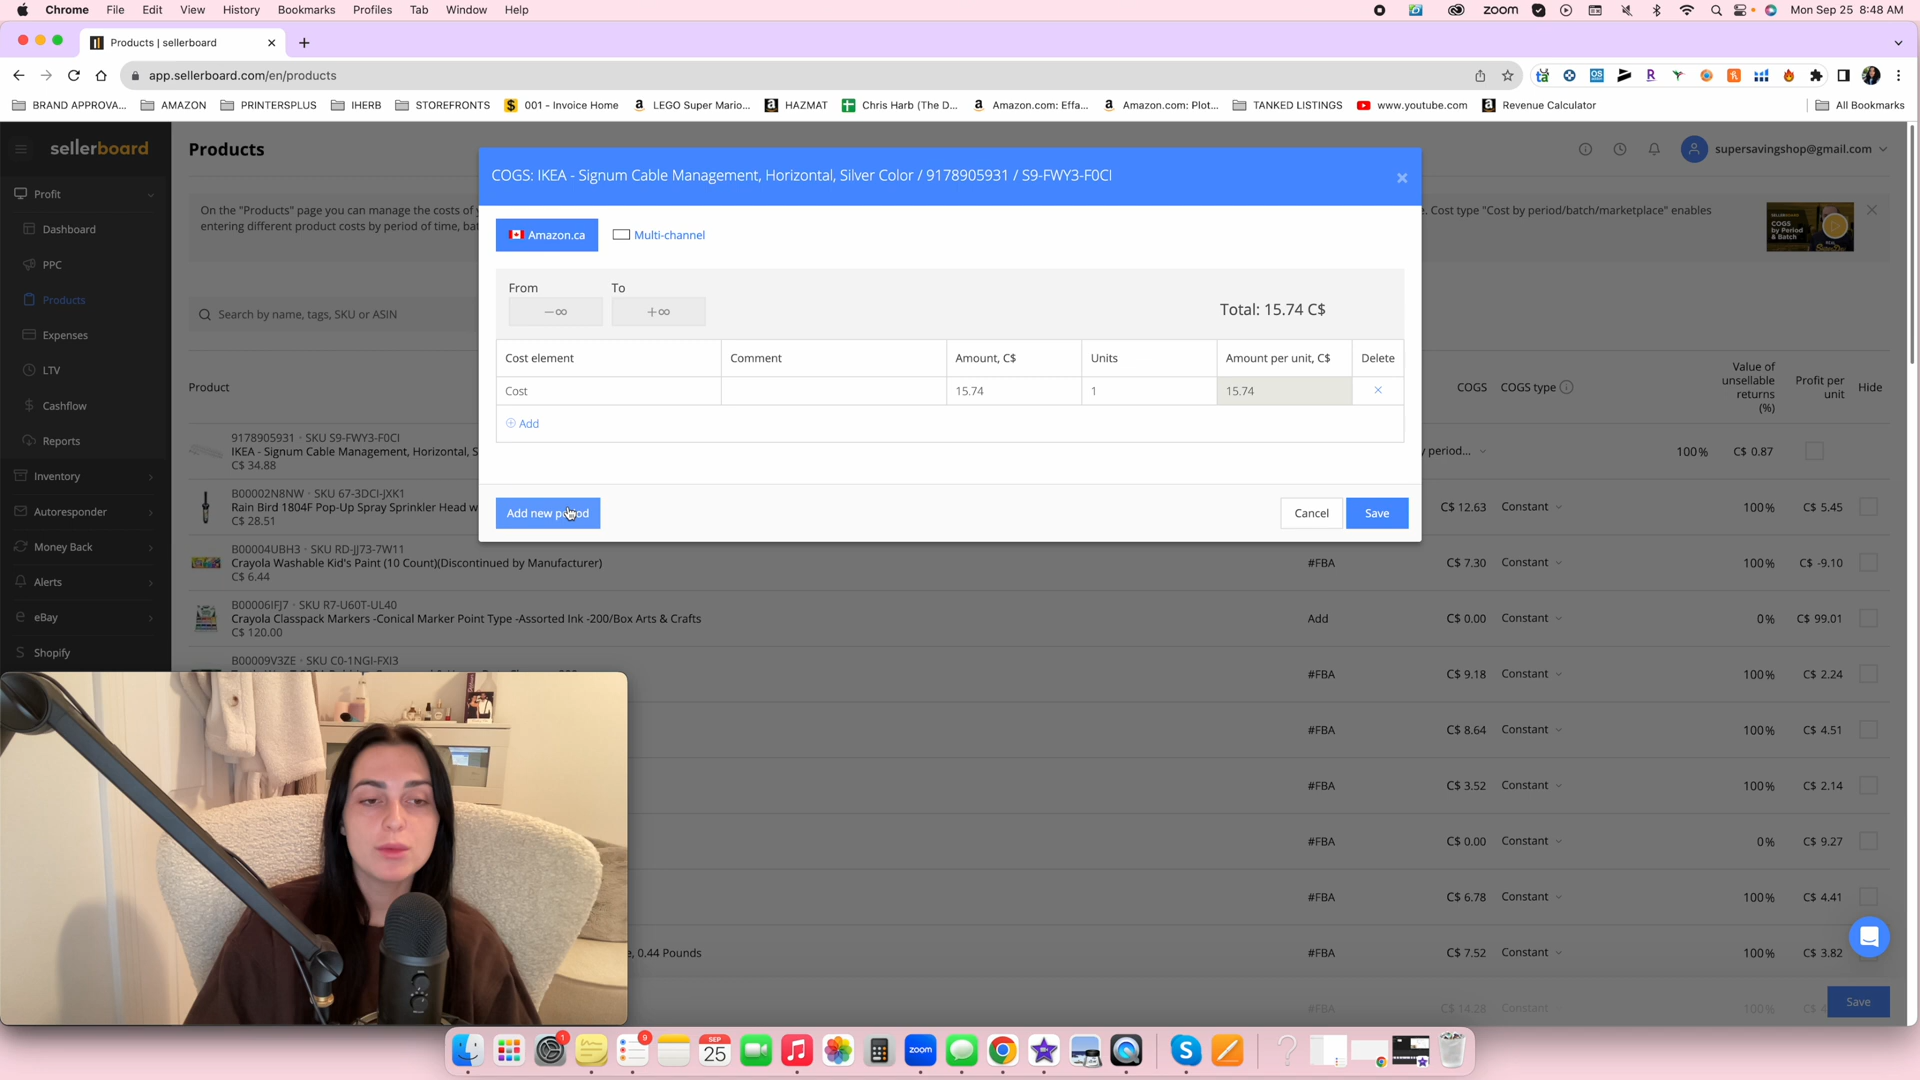 Chrome File Edit View History Bookmarks Profiles Tab Window Help zoom Mon Sep 25 8:48 AM
Products | sellerboard
app.sellerboard.com/en/products
BRAND APPROVA... AMAZON PRINTERSPLUS IHERB STOREFRONTS 001 - Invoice Home LEGO Super Mario... HAZMAT Chris Harb (The D... Amazon.com: Effa... Amazon.com: Plot... TANKED LISTINGS www.youtube.com Revenue Calculator All Bookmarks
sellerboard
Products
supersavingshop@gmail.com
COGS: IKEA - Signum Cable Management, Horizontal, Silver Color / 9178905931 / S9-FWY3-F0CI
Profit
Dashboard
PPC
Products
Expenses
LTV
Cashflow
Reports
Inventory
Autoresponder
Money Back
Alerts
eBay
Shopify
On the "Products" page you can manage the costs of
entering different product costs by period of time, bat
. Cost type "Cost by period/batch/marketplace" enables
COGS
by Period
& Batch
Search by name, tags, SKU or ASIN
Amazon.ca Multi-channel
From To
−∞ +∞
Total: 15.74 C$
Cost element Comment Amount, C$ Units Amount per unit, C$ Delete
Cost 15.74 1 15.74
Add
Add new period Cancel Save
Product COGS COGS type Value of unsellable returns (%) Profit per unit Hide
9178905931 · SKU S9-FWY3-F0CI
IKEA - Signum Cable Management, Horizontal, S
C$ 34.88
y period... 100% C$ 0.87
B00002N8NW · SKU 67-3DCI-JXK1
Rain Bird 1804F Pop-Up Spray Sprinkler Head w
C$ 28.51
C$ 12.63 Constant 100% C$ 5.45
B00004UBH3 · SKU RD-JJ73-7W11
Crayola Washable Kid's Paint (10 Count)(Discontinued by Manufacturer)
C$ 6.44
#FBA C$ 7.30 Constant 100% C$ -9.10
B00006IFJ7 · SKU R7-U60T-UL40
Crayola Classpack Markers -Conical Marker Point Type -Assorted Ink -200/Box Arts & Crafts
C$ 120.00
Add C$ 0.00 Constant 0% C$ 99.01
B00009V3ZE · SKU C0-1NGI-FXI3
#FBA C$ 9.18 Constant 100% C$ 2.24
#FBA C$ 8.64 Constant 100% C$ 4.51
#FBA C$ 3.52 Constant 100% C$ 2.14
#FBA C$ 0.00 Constant 0% C$ 9.27
#FBA C$ 6.78 Constant 100% C$ 4.41
e, 0.44 Pounds #FBA C$ 7.52 Constant 100% C$ 3.82
#FBA C$ 14.28 Constant 100%
Save
SEP
25
zoom
1
9